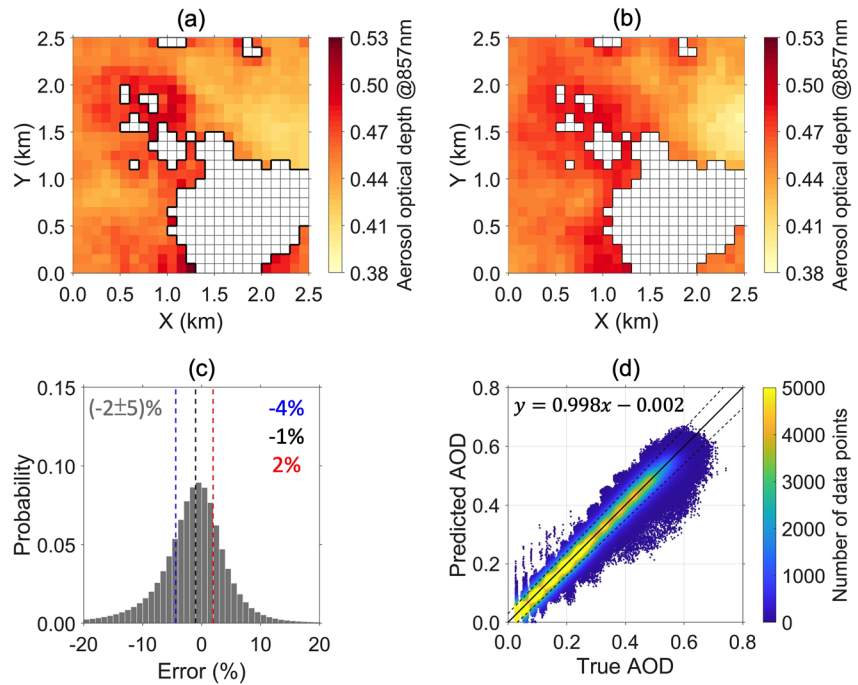 (a)
2.5
2.0
1.5
1.0
0.5
0.0
Y (km)
0.0 0.5 1.0 1.5 2.0 2.5
X (km)
0.53
0.50
0.47
0.44
0.41
0.38
Aerosol optical depth @857nm
(b)
2.5
2.0
1.5
1.0
0.5
0.0
Y (km)
0.0 0.5 1.0 1.5 2.0 2.5
X (km)
0.53
0.50
0.47
0.44
0.41
0.38
Aerosol optical depth @857nm
(c)
0.15
0.10
0.05
0.00
Probability
(-2±5)%
-4%
-1%
2%
-20 -10 0 10 20
Error (%)
(d)
0.8
0.6
0.4
0.2
0.0
Predicted AOD
y = 0.998x − 0.002
0.0 0.2 0.4 0.6 0.8
True AOD
5000
4000
3000
2000
1000
0
Number of data points